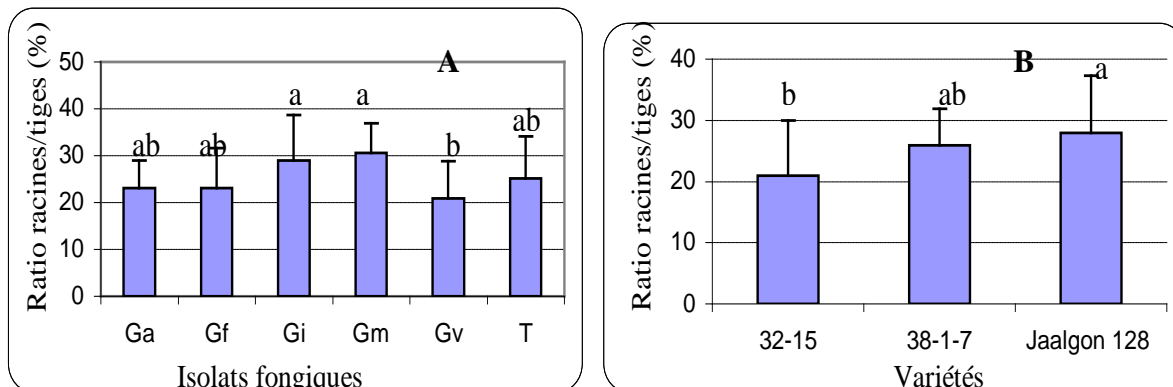 Ratio racines/tiges (%)
50
40
30
20
10
0
A
ab
ab
a
a
b
ab
Ga Gf Gi Gm Gv T
Isolats fongiques
Ratio racines/tiges (%)
40
30
20
10
0
B
b
ab
a
32-15 38-1-7 Jaalgon 128
Variétés